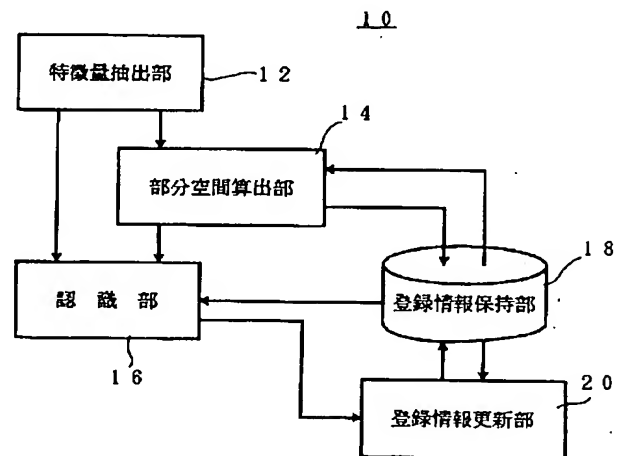 １０
特徴量抽出部
１２
１４
部分空間算出部
１８
認　識　部
登録情報保持部
１６
２０
登録情報更新部